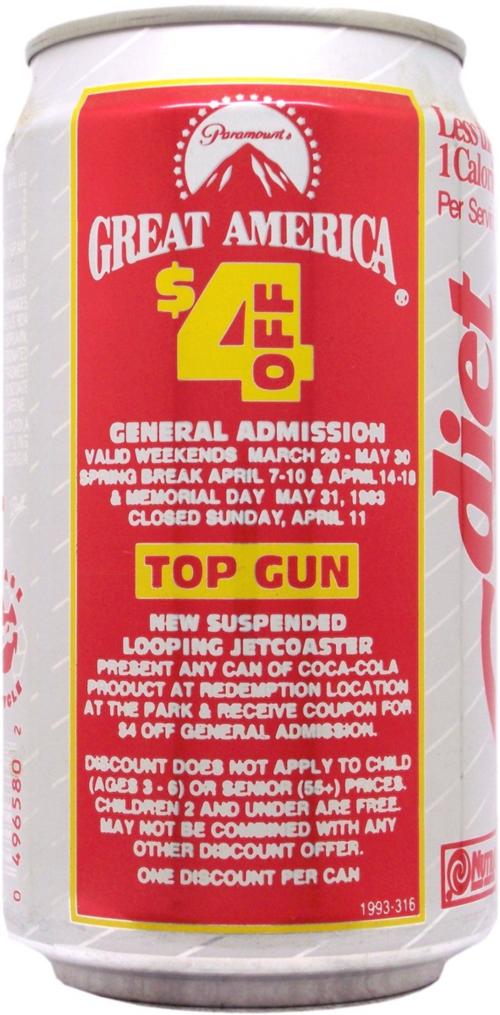 Paramount's
GREAT AMERICA®
$4 OFF
GENERAL ADMISSION
VALID WEEKENDS MARCH 20 - MAY 30
SPRING BREAK APRIL 7-10 & APRIL 14-18
& MEMORIAL DAY MAY 31, 1993
CLOSED SUNDAY, APRIL 11
TOP GUN
NEW SUSPENDED
LOOPING JETCOASTER
PRESENT ANY CAN OF COCA-COLA
PRODUCT AT REDEMPTION LOCATION
AT THE PARK & RECEIVE COUPON FOR
$4 OFF GENERAL ADMISSION.
DISCOUNT DOES NOT APPLY TO CHILD
(AGES 3 - 6) OR SENIOR (55+) PRICES.
CHILDREN 2 AND UNDER ARE FREE.
MAY NOT BE COMBINED WITH ANY
OTHER DISCOUNT OFFER.
ONE DISCOUNT PER CAN
1993-316
Less
1 Calor
Per Serv
diet
Nutr
0 496580 2